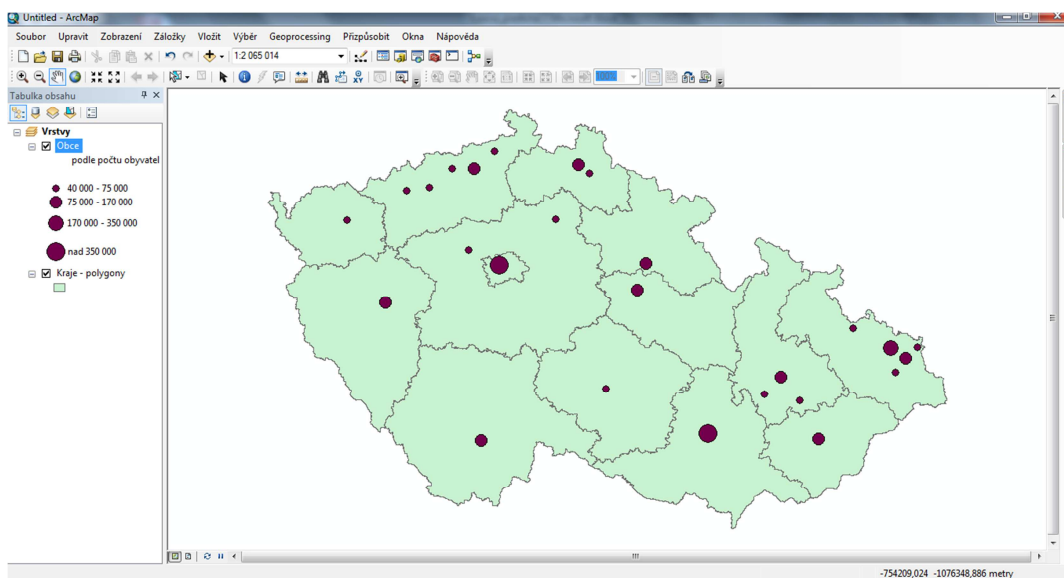 Untitled - ArcMap
Soubor Upravit Zobrazení Záložky Vložit Výběr Geoprocessing Přizpůsobit Okna Nápověda
1:2 065 014
100%
Tabulka obsahu
Vrstvy
Obce
podle počtu obyvatel
40 000 - 75 000
75 000 - 170 000
170 000 - 350 000
nad 350 000
Kraje - polygony
-754209,024 -1076348,886 metry